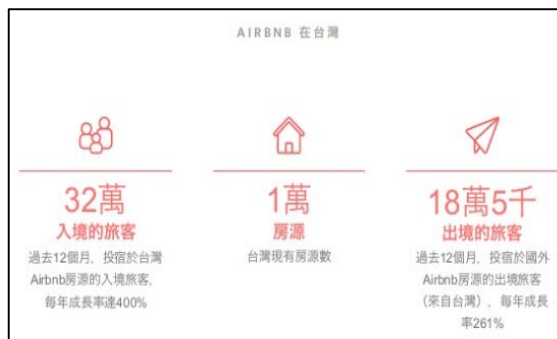 AIRBNB 在台灣
32萬
入境的旅客
過去12個月，投宿於台灣
Airbnb房源的入境旅客，
每年成長率達400%
1萬
房源
台灣現有房源數
18萬5千
出境的旅客
過去12個月，投宿於國外
Airbnb房源的出境旅客
（來自台灣），每年成長
率261%